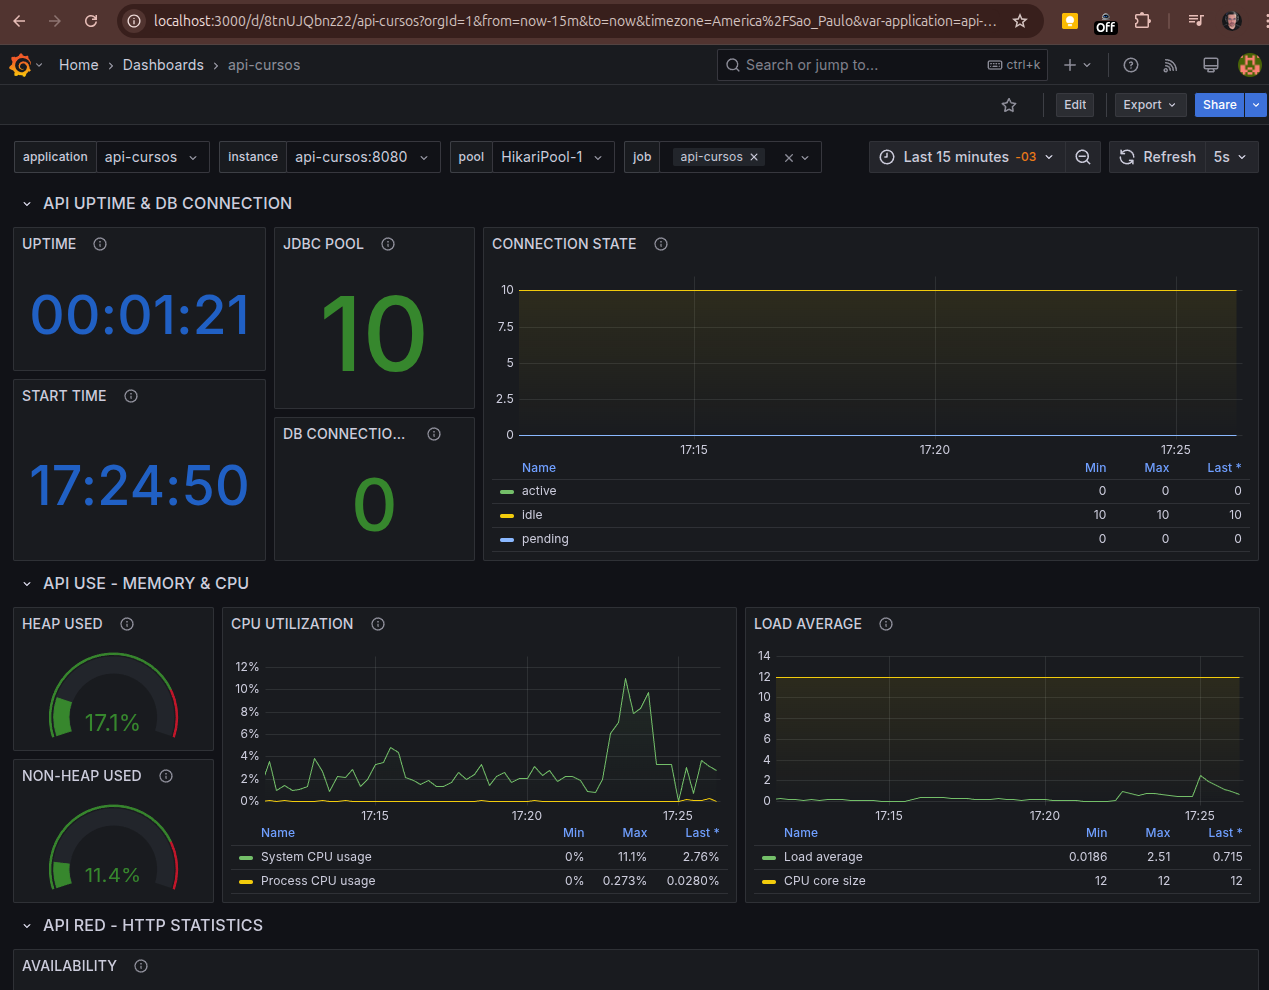 localhost:3000/d/8tnUJQbnz22/api-cursos?orgId=1&from=now-15m&to=now&timezone=America%2FSao_Paulo&var-application=api-...
Off
Home › Dashboards › api-cursos
Search or jump to...
ctrl+k
Edit
Export
Share
application api-cursos
Instance api-cursos:8080
pool HikariPool-1
job api-cursos
Last 15 minutes -03
Refresh 5s
API UPTIME & DB CONNECTION
UPTIME
00:01:21
START TIME
17:24:50
JDBC POOL
10
DB CONNECTIO...
0
CONNECTION STATE
10
7.5
5
2.5
0
17:15 17:20 17:25
Name Min Max Last *
active 0 0 0
idle 10 10 10
pending 0 0 0
API USE - MEMORY & CPU
HEAP USED
17.1%
NON-HEAP USED
11.4%
CPU UTILIZATION
12%
10%
8%
6%
4%
2%
0%
17:15 17:20 17:25
Name Min Max Last *
System CPU usage 0% 11.1% 2.76%
Process CPU usage 0% 0.273% 0.0280%
LOAD AVERAGE
14
12
10
8
6
4
2
0
17:15 17:20 17:25
Name Min Max Last *
Load average 0.0186 2.51 0.715
CPU core size 12 12 12
API RED - HTTP STATISTICS
AVAILABILITY